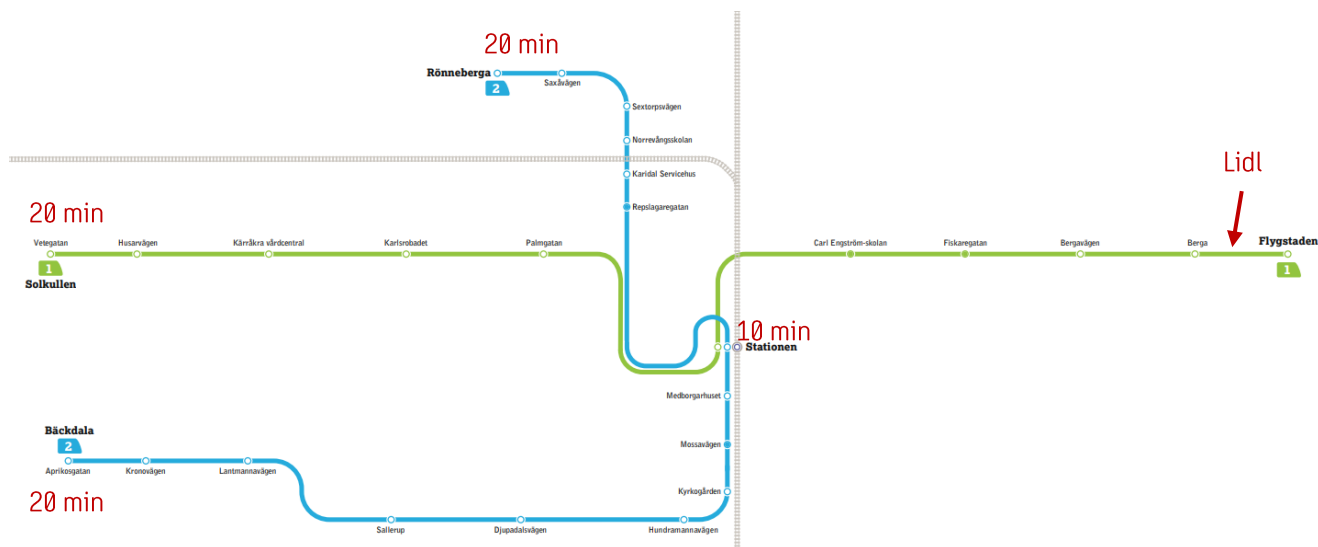 20 min
Rönneberga
2
Saxåvägen
Sextorpsvägen
Norrevångsskolan
Karidal Servicehus
Repslagaregatan
Lidl
20 min
Vetegatan
Husarvägen
Kärråkra vårdcentral
Karlsrobadet
Palmgatan
Carl Engström-skolan
Fiskaregatan
Bergavägen
Berga
Flygstaden
1
Solkullen
1
10 min
Stationen
Medborgarhuset
Mossavägen
Kyrkogården
Bäckdala
2
Aprikosgatan
Kronovägen
Lantmannavägen
20 min
Sallerup
Djupadalsvägen
Hundramannavägen